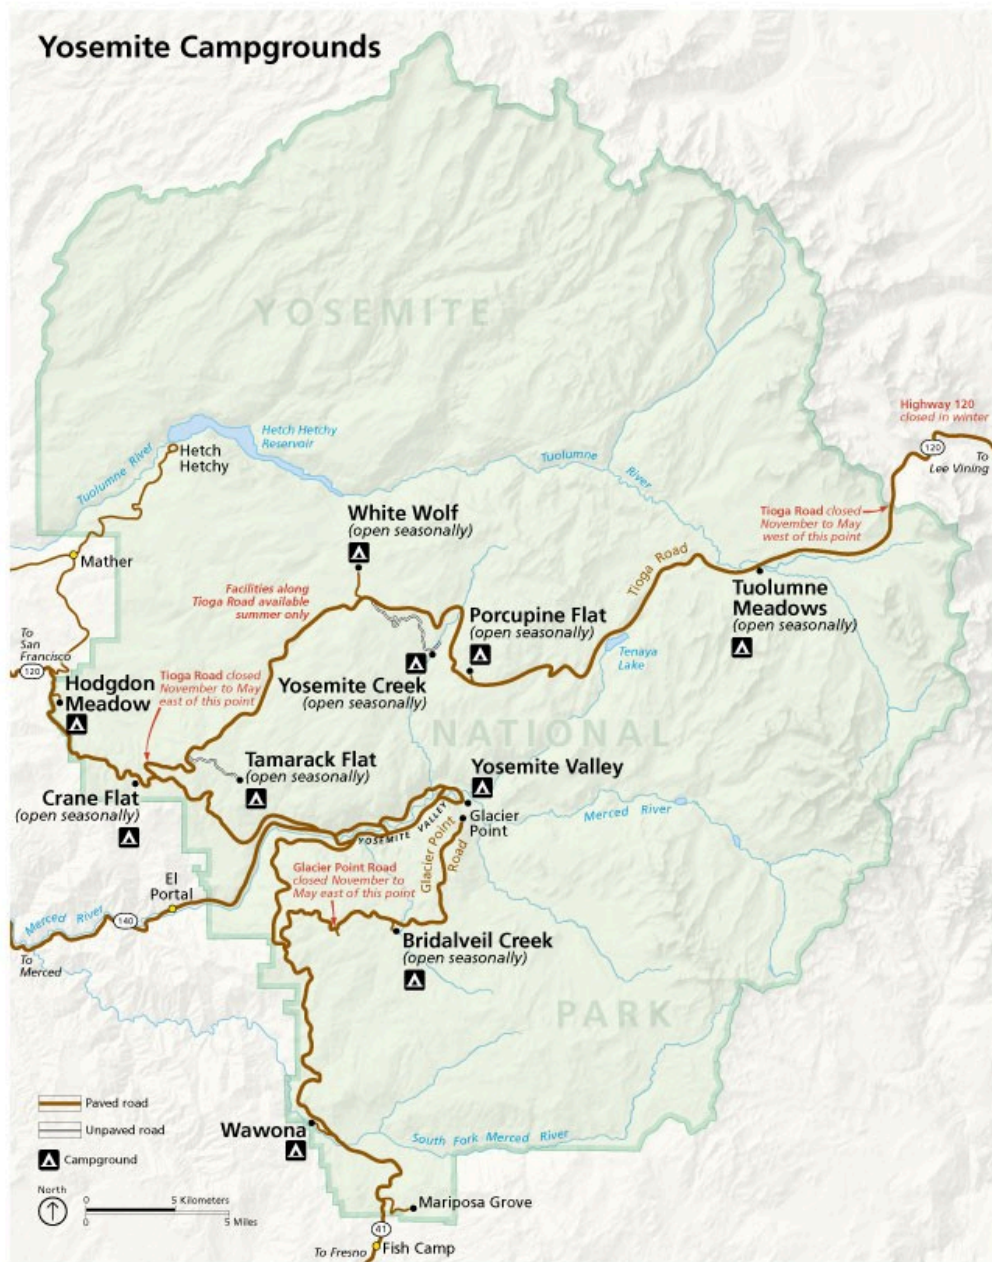 Yosemite Campgrounds
YOSEMITE
Highway 120
closed in winter
120
To
Lee Vining
Hetch Hetchy
Reservoir
Hetch
Hetchy
Tuolumne River
Tuolumne
River
White Wolf
(open seasonally)
Tioga Road closed
November to May
west of this point
Mather
Tioga Road
Facilities along
Tioga Road available
summer only
Porcupine Flat
(open seasonally)
Tuolumne
Meadows
(open seasonally)
To
San
Francisco
120
Tenaya
Lake
Tioga Road closed
November to May
east of this point
Hodgdon
Meadow
Yosemite Creek
(open seasonally)
NATIONAL
Tamarack Flat
(open seasonally)
Yosemite Valley
Crane Flat
(open seasonally)
YOSEMITE VALLEY
Glacier
Point
Merced River
Glacier Point
Road
Glacier Point Road
closed November to
May east of this point
El
Portal
Merced River
140
To
Merced
Bridalveil Creek
(open seasonally)
PARK
Paved road
Unpaved road
Campground
Wawona
South Fork Merced River
North
0
5 Kilometers
0
5 Miles
Mariposa Grove
41
To Fresno
Fish Camp